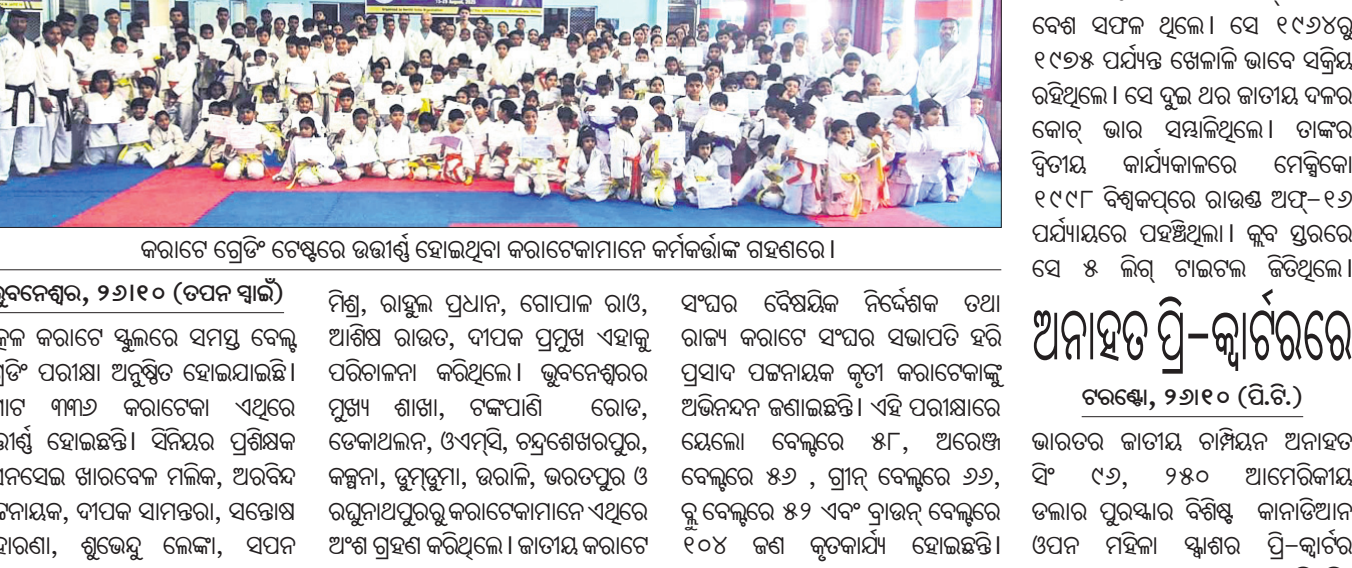 କରାଟେ ଗ୍ରେଡିଂ ଟେଷ୍ଟରେ ଉତ୍ତୀର୍ଣ୍ଣ ହୋଇଥିବା କରାଟେକାମାନେ କର୍ମକର୍ତ୍ତାଙ୍କ ଗହଣରେ।
ଭୁବନେଶ୍ୱର, ୨୬।୧୦ (ତପନ ସ୍ୱାଇଁ)
କରାଟେ ସ୍କୁଲରେ ସମସ୍ତ ବେଲ୍ଟ
ପରୀକ୍ଷା ଅନୁଷ୍ଠିତ ହୋଇଯାଇଛି।
୩୩୬ କରାଟେକା ଏଥିରେ
ହୋଇଛନ୍ତି। ସିନିୟର ପ୍ରଶିକ୍ଷକ
ଖାରବେଳ ମଲିକ, ଅରବିନ୍ଦ
ଦୀପକ ସାମନ୍ତରା, ସନ୍ତୋଷ
ଶୁଭେନ୍ଦୁ ଲେଙ୍କା, ସପନ
ମିଶ୍ର, ରାହୁଲ ପ୍ରଧାନ, ଗୋପାଳ ରାଓ,
ଆଶିଷ ରାଉତ, ଦୀପକ ପ୍ରମୁଖ ଏହାକୁ
ପରିଚାଳନା କରିଥିଲେ। ଭୁବନେଶ୍ୱରର
ମୁଖ୍ୟ ଶାଖା, ଟଙ୍କପାଣି ରୋଡ,
ଡେକାଥଲନ, ଓଏମ୍‌ସି, ଚନ୍ଦ୍ରଶେଖରପୁର,
କଳ୍ପନା, ଡୁମ୍‌ଡୁମା, ଉରାଳି, ଭରତପୁର ଓ
ରଘୁନାଥପୁରରୁ କରାଟେକାମାନେ ଏଥିରେ
ଅଂଶ ଗ୍ରହଣ କରିଥିଲେ। ଜାତୀୟ କରାଟେ
ସଂଘର ବୈଷୟିକ ନିର୍ଦ୍ଦେଶକ ତଥା
ରାଜ୍ୟ କରାଟେ ସଂଘର ସଭାପତି ହରି
ପ୍ରସାଦ ପଟ୍ଟନାୟକ କୃତୀ କରାଟେକାଙ୍କୁ
ଅଭିନନ୍ଦନ ଜଣାଇଛନ୍ତି। ଏହି ପରୀକ୍ଷାରେ
ୟେଲୋ ବେଲ୍ଟରେ ୫୮, ଅରେଞ୍ଜ
ବେଲ୍ଟରେ ୫୬ , ଗ୍ରୀନ୍ ବେଲ୍ଟରେ ୬୬,
ବ୍ଲୁ ବେଲ୍ଟରେ ୫୨ ଏବଂ ବ୍ରାଉନ୍ ବେଲ୍ଟରେ
୧୦୪ ଜଣ କୃତକାର୍ଯ୍ୟ ହୋଇଛନ୍ତି।
ବେଶ ସଫଳ ଥିଲେ। ସେ ୧୯୬୪ରୁ
୧୯୭୫ ପର୍ଯ୍ୟନ୍ତ ଖେଳାଳି ଭାବେ ସକ୍ରିୟ
ରହିଥିଲେ। ସେ ଦୁଇ ଥର ଜାତୀୟ ଦଳର
କୋଚ୍ ଭାର ସମ୍ଭାଳିଥିଲେ। ତାଙ୍କର
ଦ୍ୱିତୀୟ କାର୍ଯ୍ୟକାଳରେ ମେକ୍ସିକୋ
୧୯୯୮ ବିଶ୍ୱକପ୍‌ରେ ରାଉଣ୍ଡ ଅଫ୍-୧୬
ପର୍ଯ୍ୟାୟରେ ପହଞ୍ଚିଥିଲା। କ୍ଲବ ସ୍ତରରେ
ସେ ୫ ଲିଗ୍ ଟାଇଟଲ ଜିତିଥିଲେ।
ଅନାହତ ପ୍ରି-କ୍ୱାର୍ଟରରେ
ଟରଣ୍ଟୋ, ୨୬।୧୦ (ପି.ଟି.)
ଭାରତର ଜାତୀୟ ଚାମ୍ପିୟନ ଅନାହତ
ସିଂ ୯୬, ୨୫୦ ଆମେରିକୀୟ
ଡଲାର ପୁରସ୍କାର ବିଶିଷ୍ଟ କାନାଡିଆନ
ଓପନ ମହିଳା ସ୍କ୍ୱାଶର ପ୍ରି-କ୍ୱାର୍ଟର